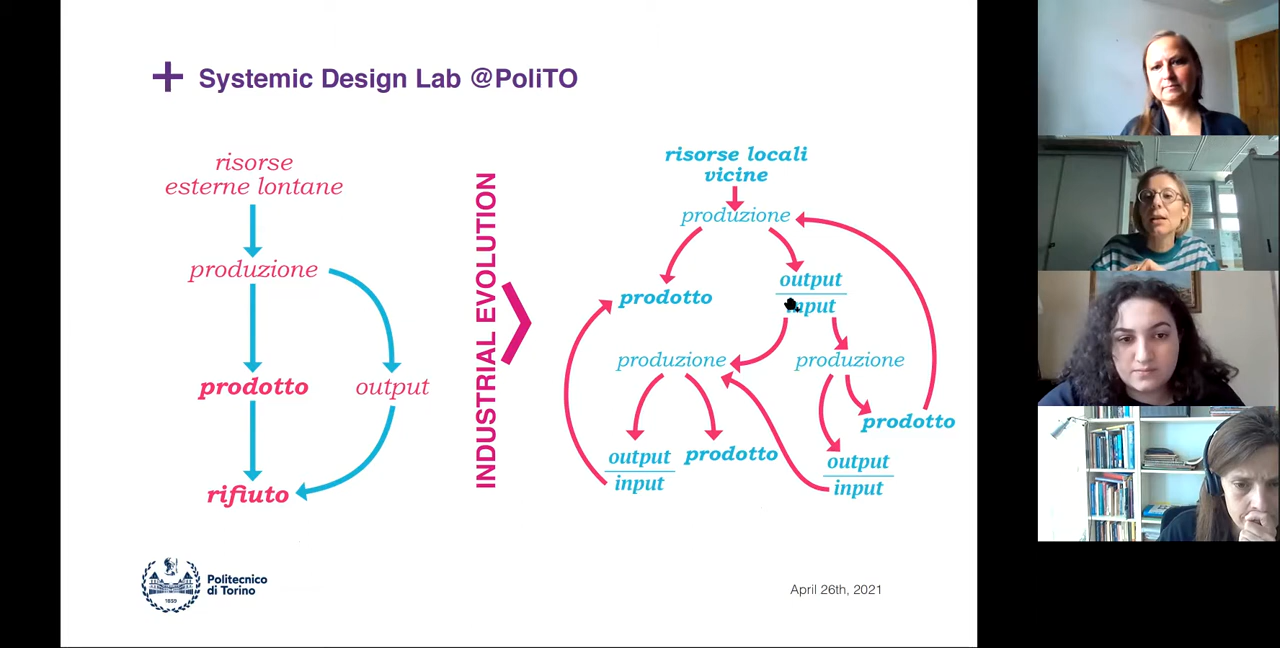 Systemic Design Lab @PoliTO
risorse
esterne lontane
produzione
prodotto
output
rifiuto
INDUSTRIAL EVOLUTION
risorse locali
vicine
produzione
prodotto
output
input
produzione
produzione
prodotto
output
input
prodotto
output
input
Politecnico
di Torino
1859
April 26th, 2021